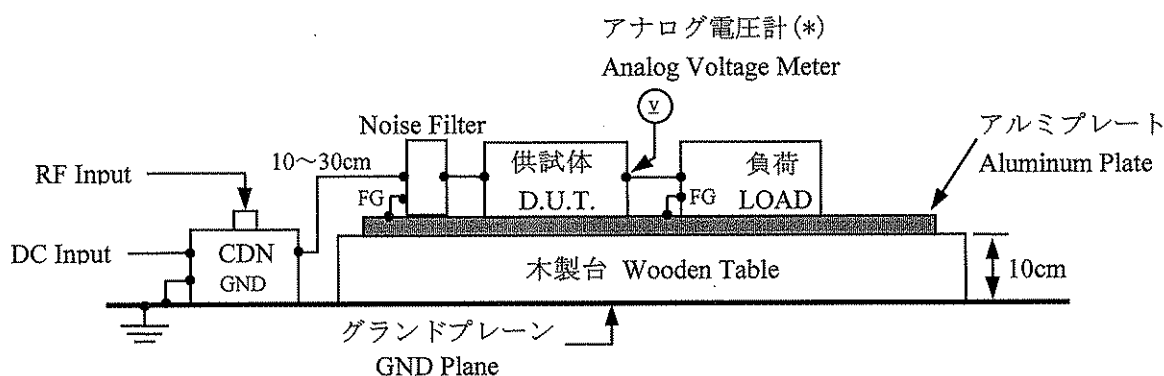 アナログ電圧計(*)
Analog Voltage Meter
V
Noise Filter
アルミプレート
Aluminum Plate
10～30cm
供試体
D.U.T.
負荷
LOAD
RF Input
FG
FG
DC Input
CDN
GND
木製台 Wooden Table
10cm
グランドプレーン
GND Plane